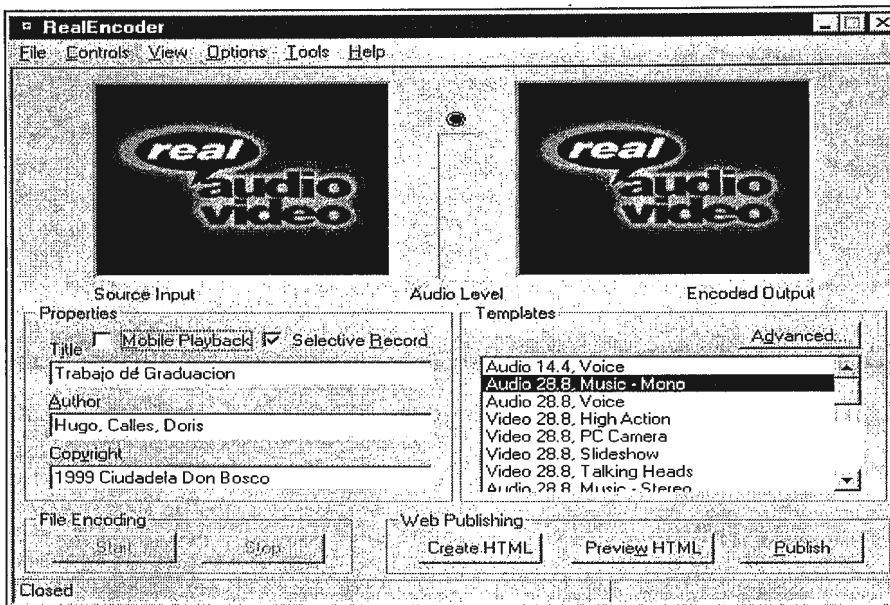 RealEncoder
File Controls View Options Tools Help
real audio video
real audio video
Source Input Audio Level Encoded Output
Properties
Mobile Playback Selective Record
Title
Trabajo dé Graduacion
Author
Hugo, Calles, Doris
Copyright
1999 Ciudadela Don Bosco
Templates
Advanced...
Audio 14.4, Voice
Audio 28.8, Music - Mono
Audio 28.8, Voice
Video 28.8, High Action
Video 28.8, PC Camera
Video 28.8, Slideshow
Video 28.8, Talking Heads
Audio 28.8, Music - Stereo
File Encoding
Start Stop
Web Publishing
Create HTML Preview HTML Publish
Closed